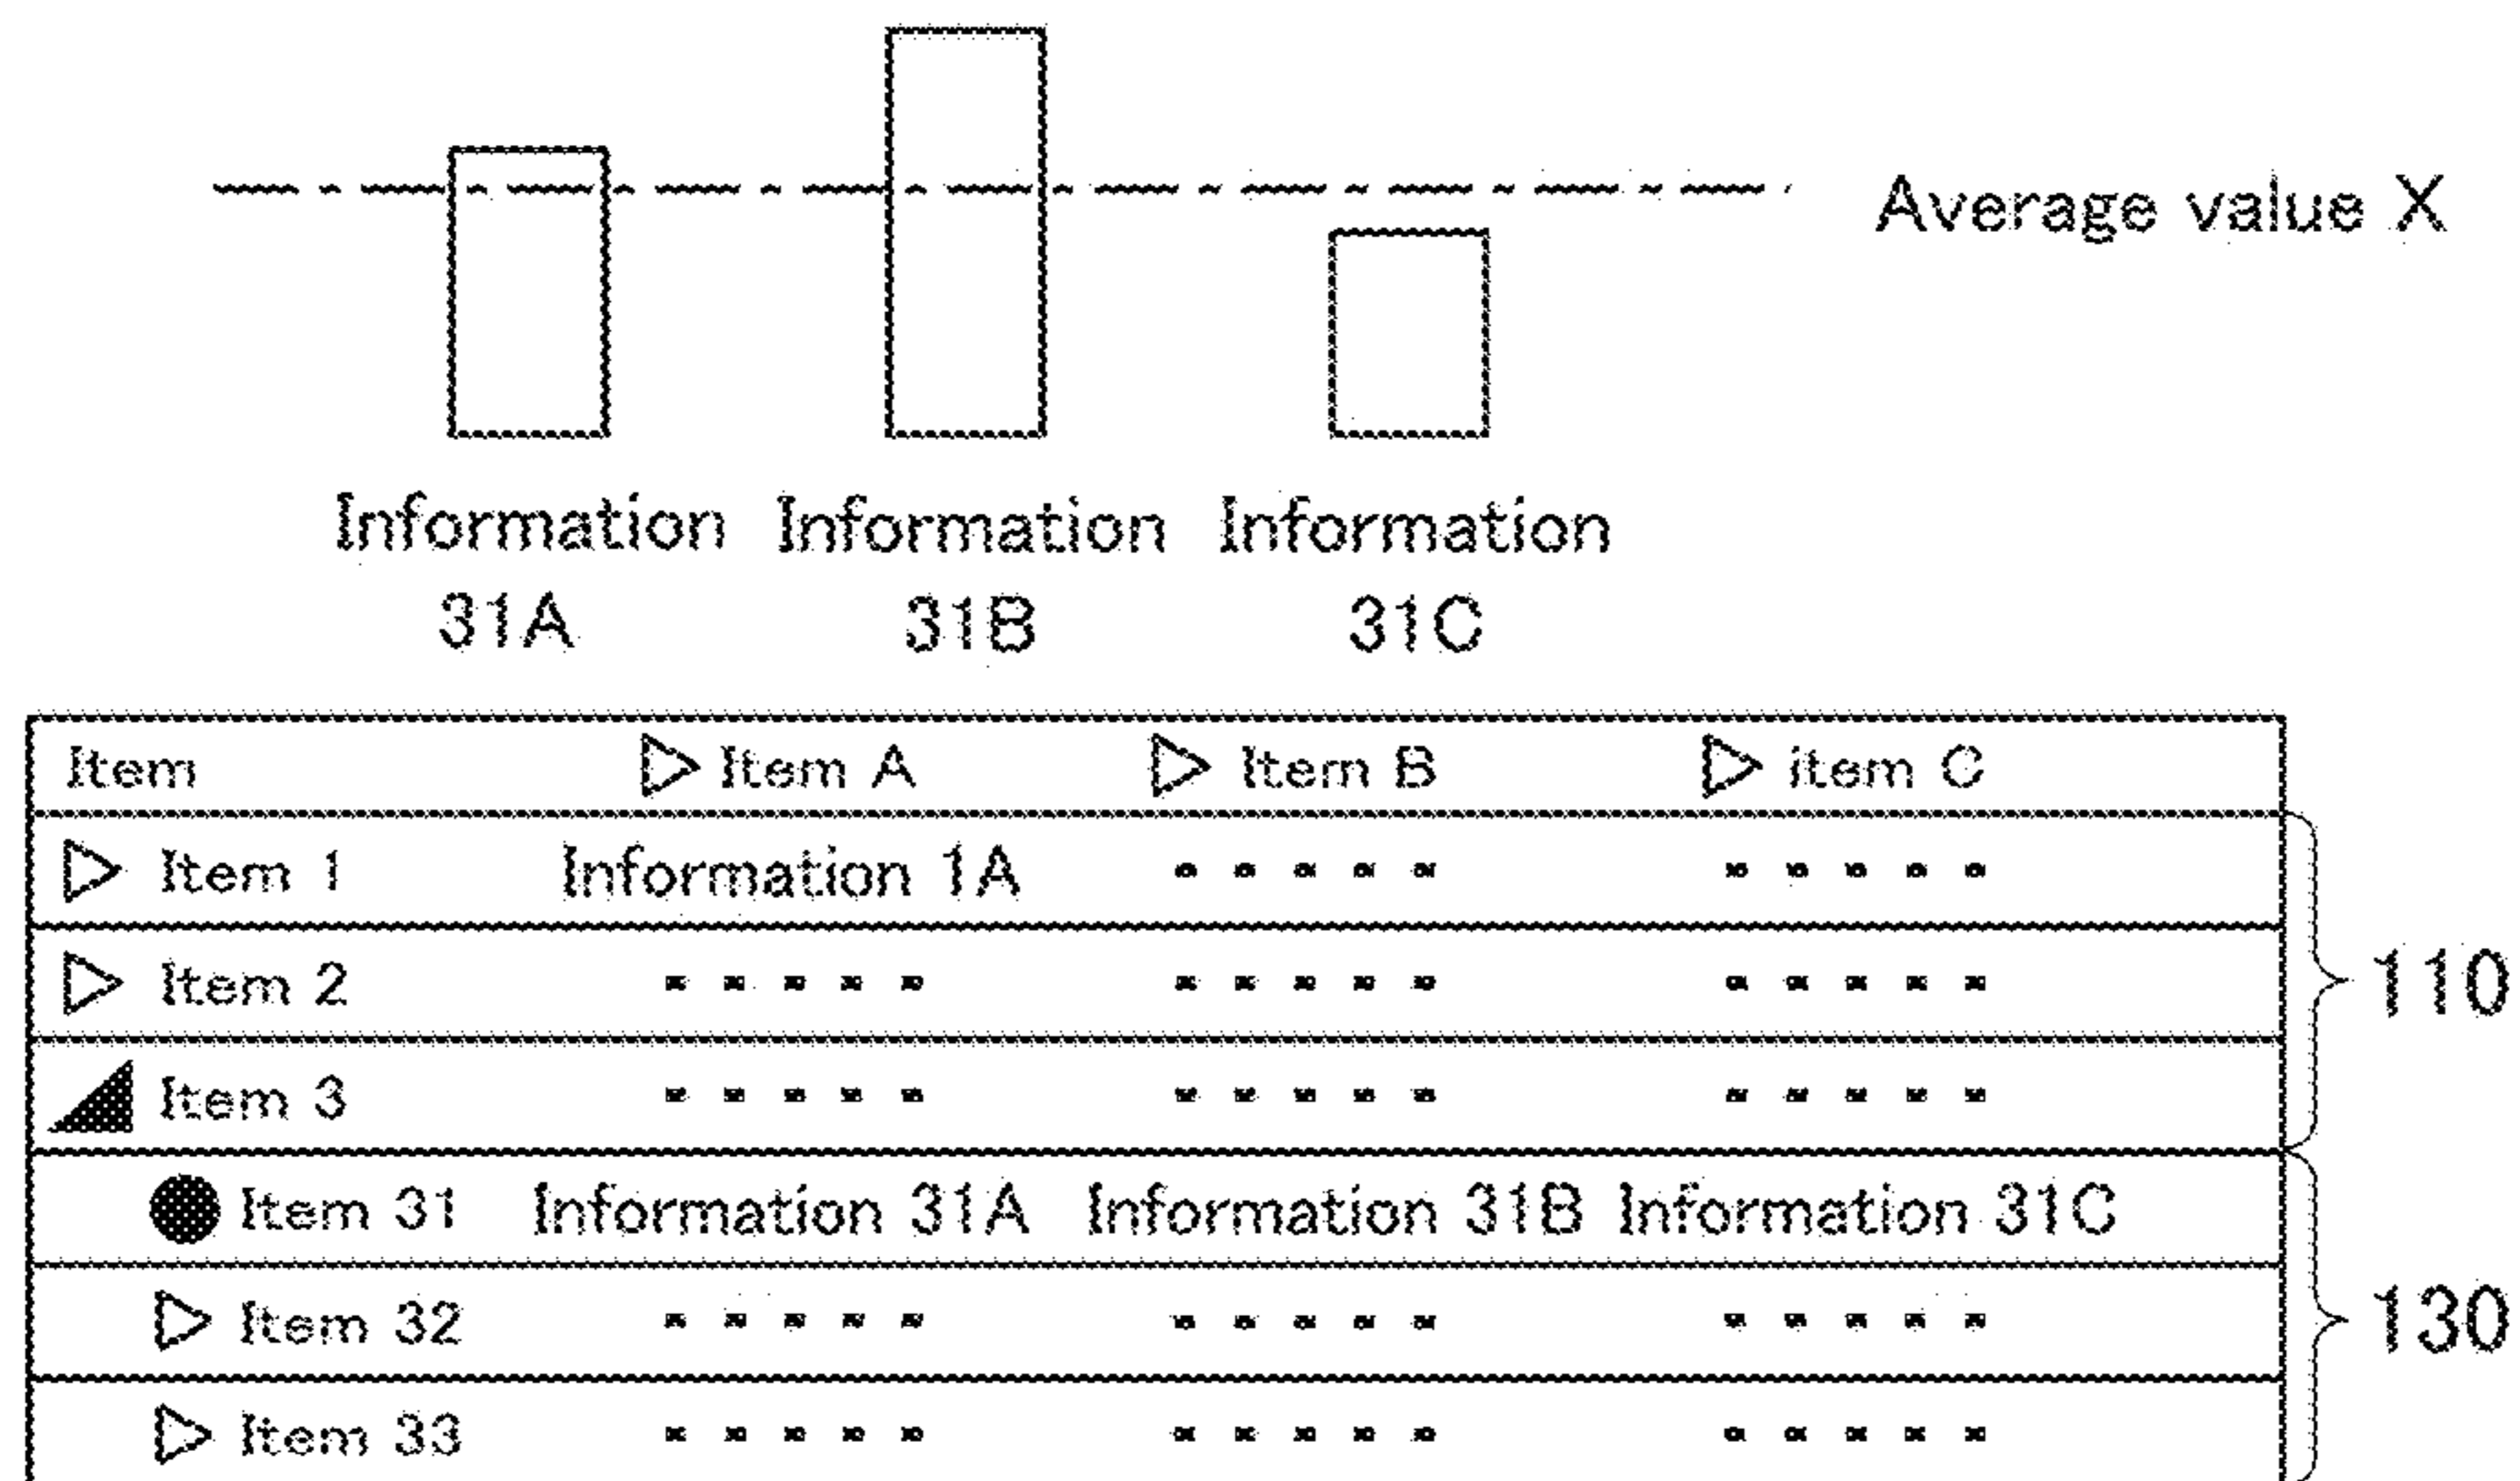 Average value X
Information Information Information
31A 31B 31C
Item Item A Item B item C
Item 1 Information 1A • • • • • • • • • •
110
Item 2 • • • • • • • • • • • • • • •
Item 3 • • • • • • • • • • • • • • •
Item 31 Information 31A Information 31B Information 31C
130
Item 32 • • • • • • • • • • • • • • •
Item 33 • • • • • • • • • • • • • • •